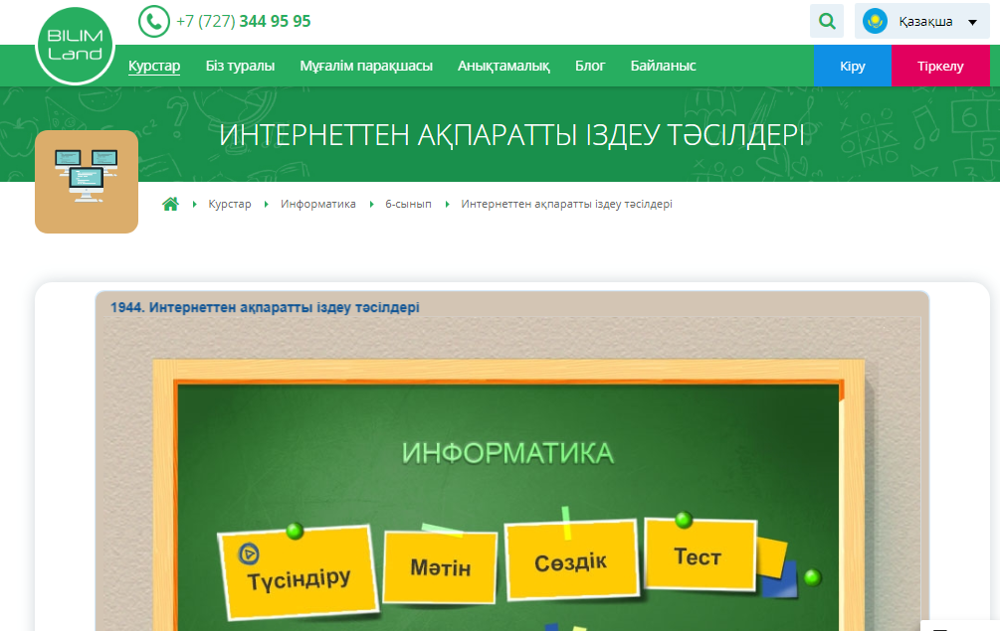 BILIM
Land
+7 (727) 344 95 95
Қазақша
Курстар
Біз туралы
Мұғалім парақшасы
Анықтамалық
Блог
Байланыс
Кіру
Тіркелу
ИНТЕРНЕТТЕН АҚПАРАТТЫ ІЗДЕУ ТӘСІЛДЕРІ
Курстар
Информатика
6-сынып
Интернеттен ақпаратты іздеу тәсілдері
1944. Интернеттен ақпаратты іздеу тәсілдері
ИНФОРМАТИКА
Түсіндіру
Мәтін
Сөздік
Тест